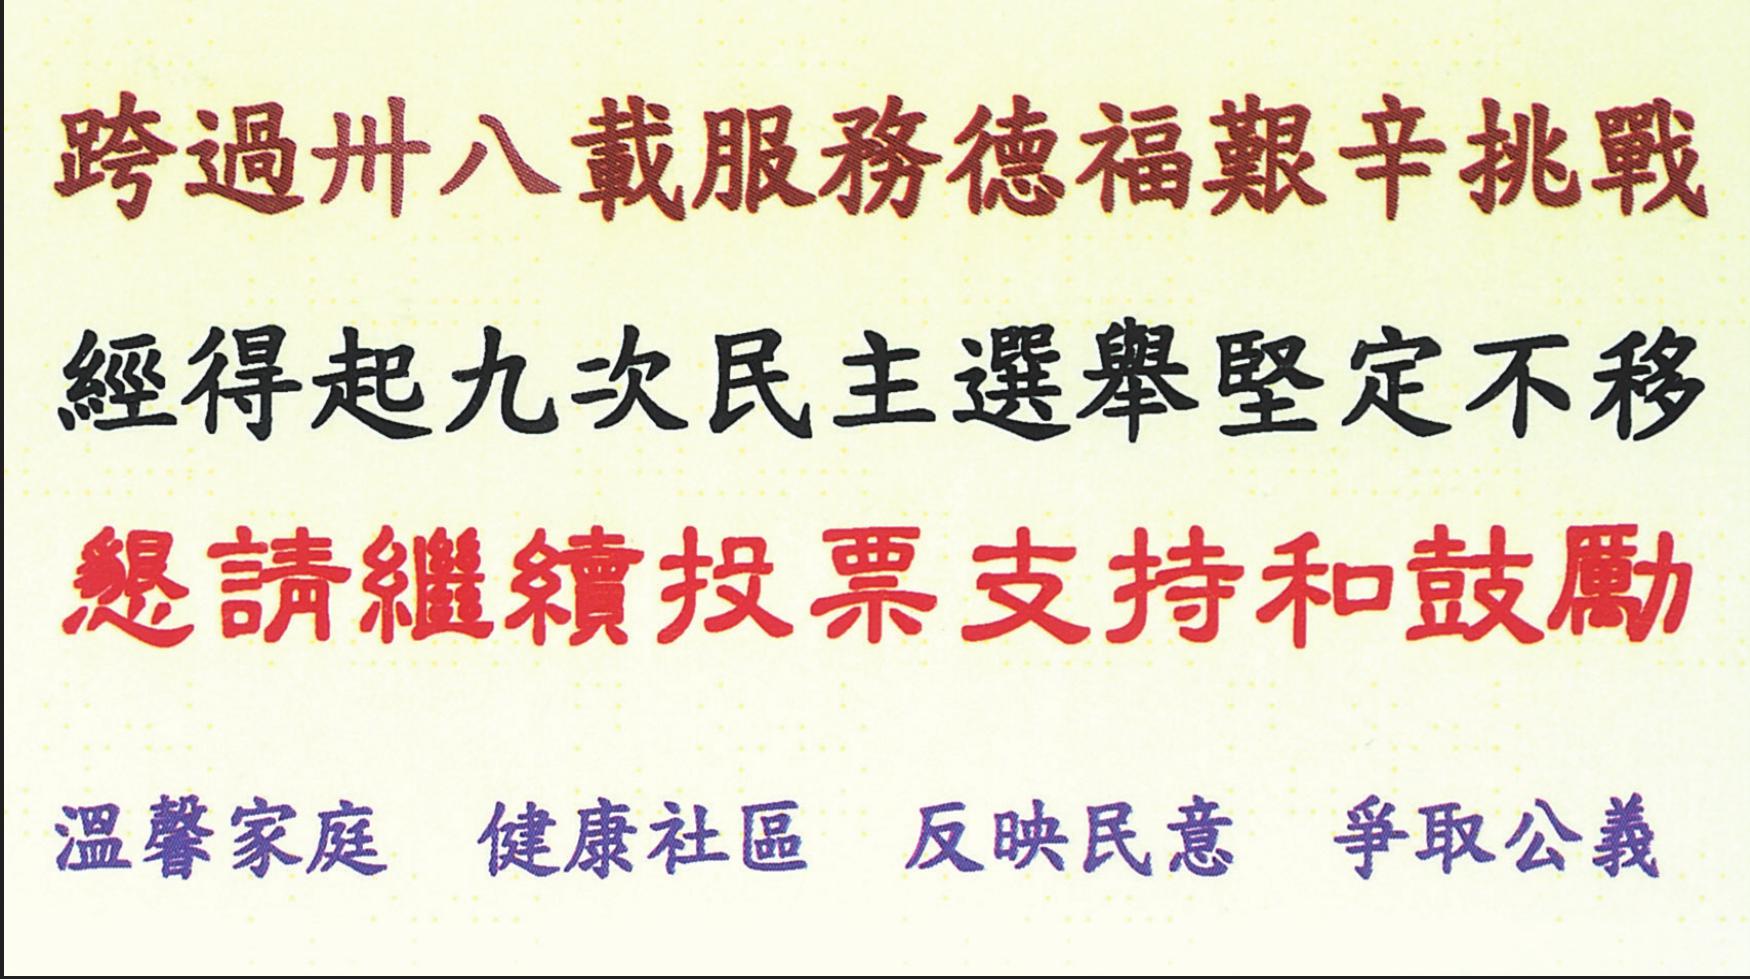 跨過卅八載服務德福艱辛挑戰
經得起九次民主選舉堅定不移
懇請繼續投票支持和鼓勵
溫馨家庭　健康社區　反映民意　爭取公義